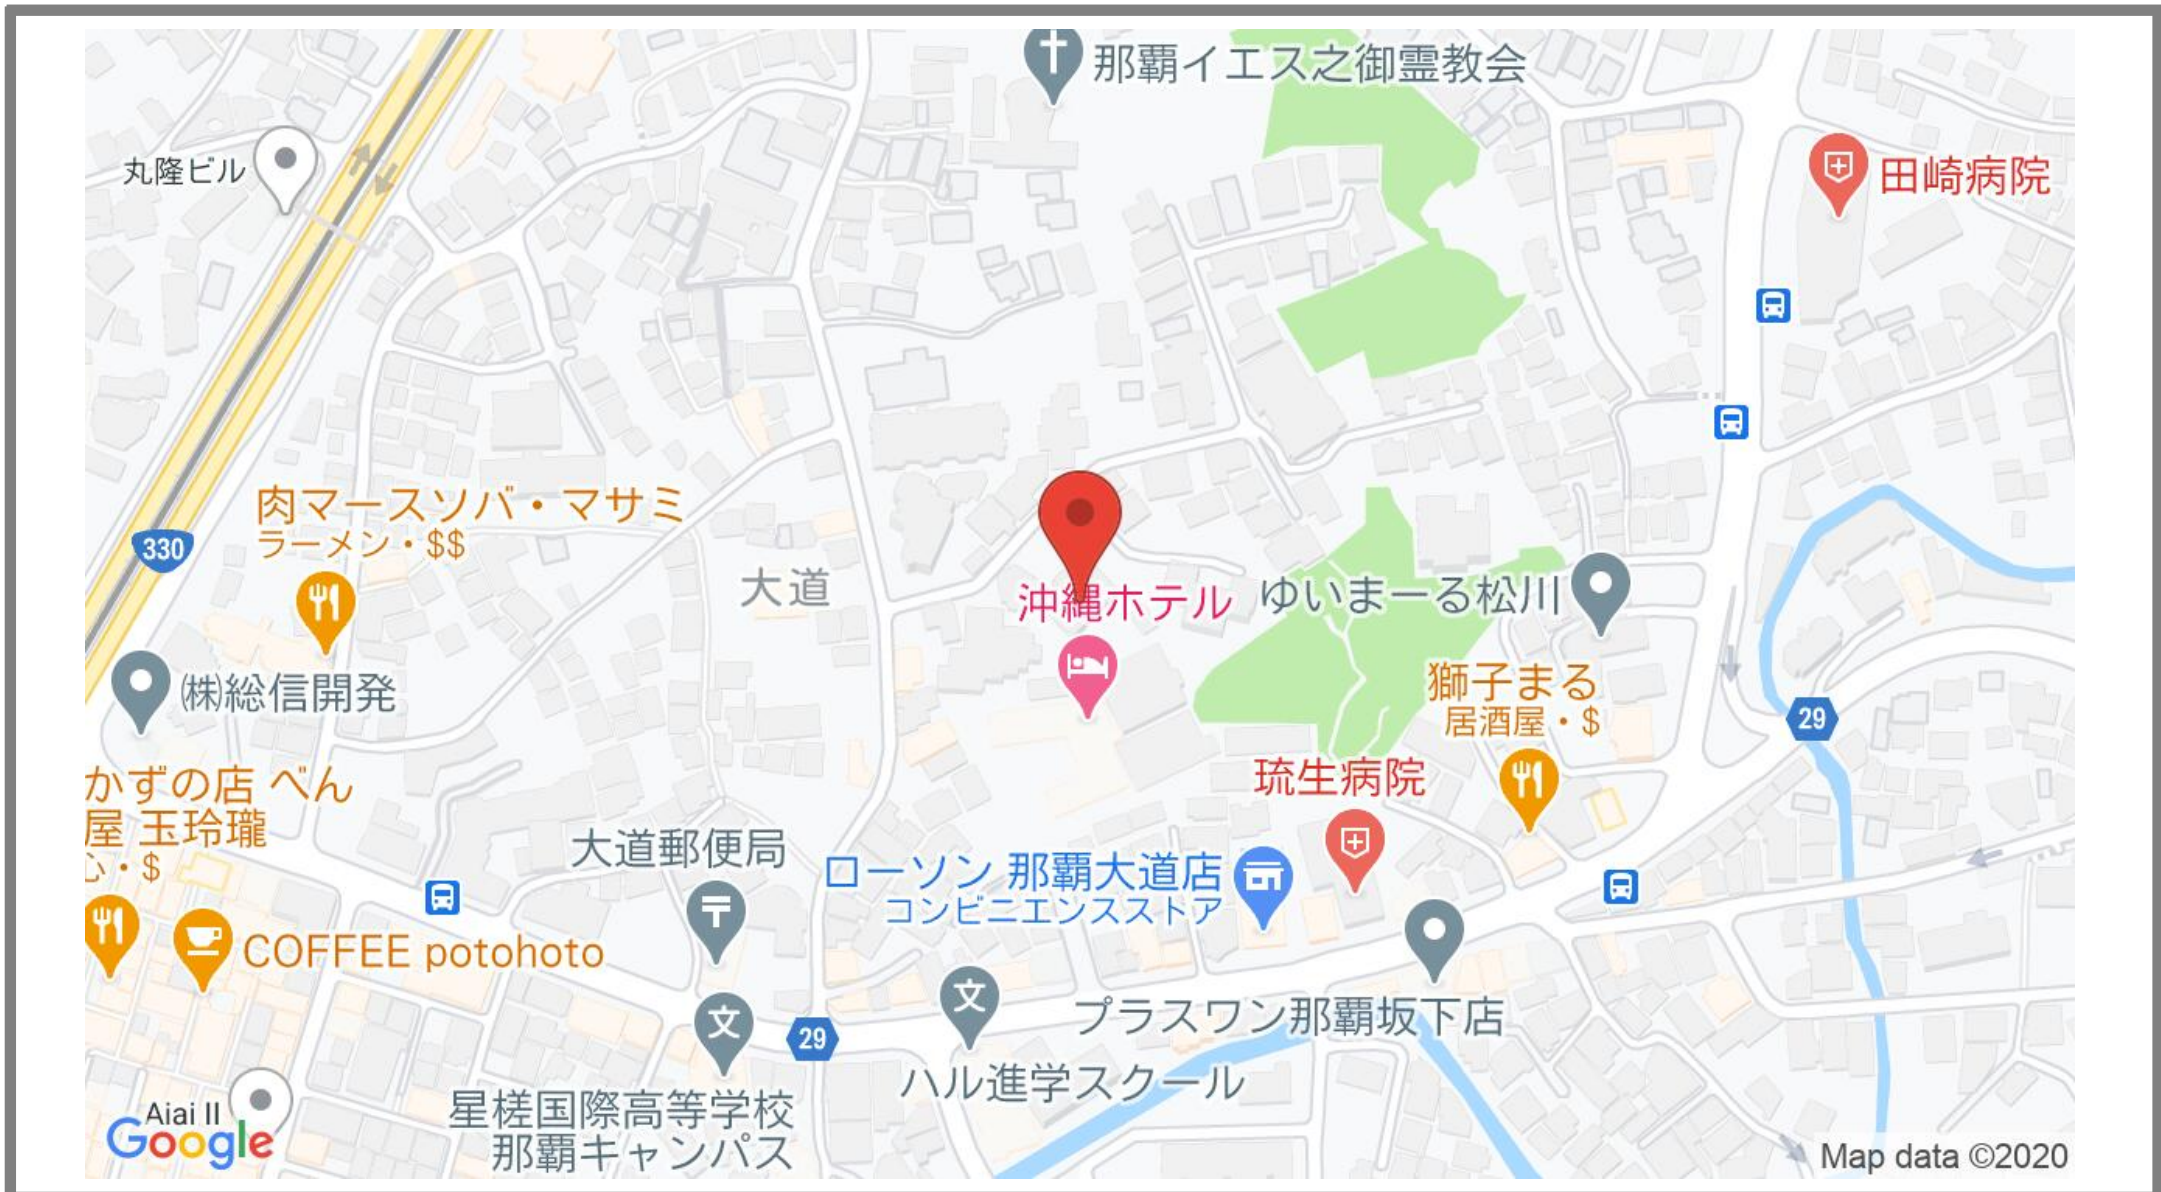 那覇イエス之御霊教会
丸隆ビル
田崎病院
肉マースソバ・マサミ
ラーメン・$$
330
大道
沖縄ホテル
ゆいまーる松川
㈱総信開発
獅子まる
居酒屋・$
29
かずの店 べん
屋 玉玲瓏
心・$
琉生病院
大道郵便局
ローソン 那覇大道店
コンビニエンスストア
COFFEE potohoto
文
文
29
プラスワン那覇坂下店
ハル進学スクール
星槎国際高等学校
那覇キャンパス
Aiai II
Google
Map data ©2020